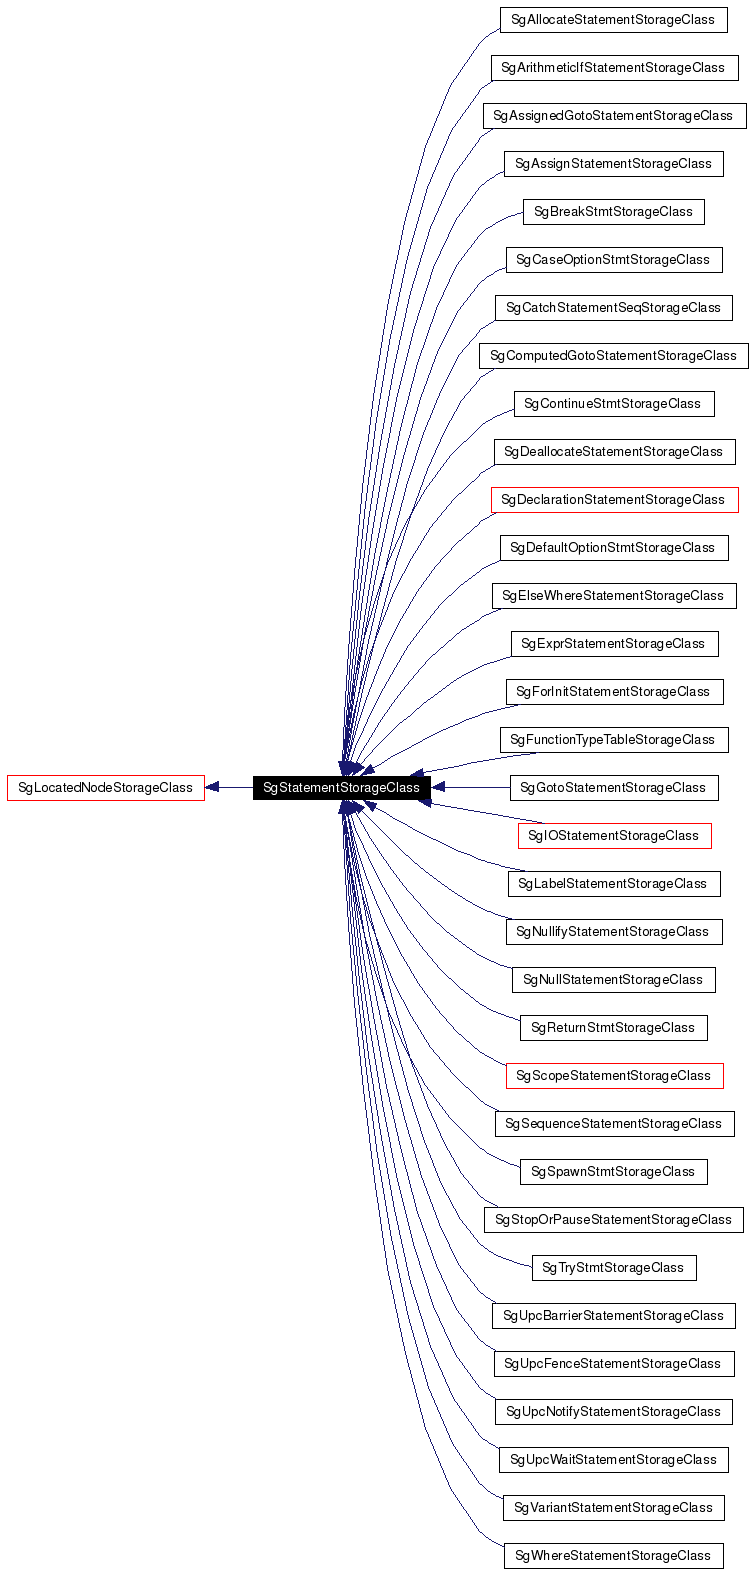 SgAllocateStatementStorageClass
SgArithmeticIfStatementStorageClass
SgAssignedGotoStatementStorageClass
SgAssignStatementStorageClass
SgBreakStmtStorageClass
SgCaseOptionStmtStorageClass
SgCatchStatementSeqStorageClass
SgComputedGotoStatementStorageClass
SgContinueStmtStorageClass
SgDeallocateStatementStorageClass
SgDeclarationStatementStorageClass
SgDefaultOptionStmtStorageClass
SgElseWhereStatementStorageClass
SgExprStatementStorageClass
SgForInitStatementStorageClass
SgFunctionTypeTableStorageClass
SgLocatedNodeStorageClass
SgStatementStorageClass
SgGotoStatementStorageClass
SgIOStatementStorageClass
SgLabelStatementStorageClass
SgNullifyStatementStorageClass
SgNullStatementStorageClass
SgReturnStmtStorageClass
SgScopeStatementStorageClass
SgSequenceStatementStorageClass
SgSpawnStmtStorageClass
SgStopOrPauseStatementStorageClass
SgTryStmtStorageClass
SgUpcBarrierStatementStorageClass
SgUpcFenceStatementStorageClass
SgUpcNotifyStatementStorageClass
SgUpcWaitStatementStorageClass
SgVariantStatementStorageClass
SgWhereStatementStorageClass